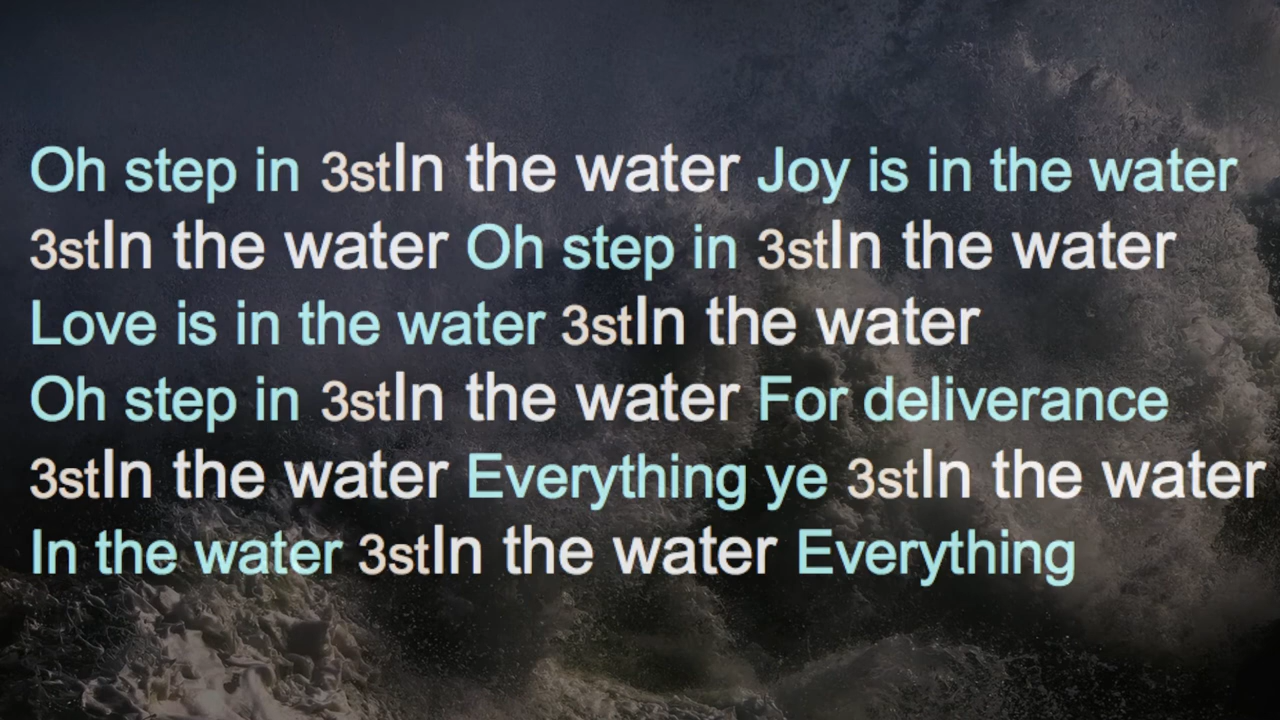 Oh step in 3stIn the water Joy is in the water
3stIn the water Oh step in 3stIn the water
Love is in the water 3stIn the water
Oh step in 3stIn the water For deliverance
3stIn the water Everything ye 3stIn the water
In the water 3stIn the water Everything